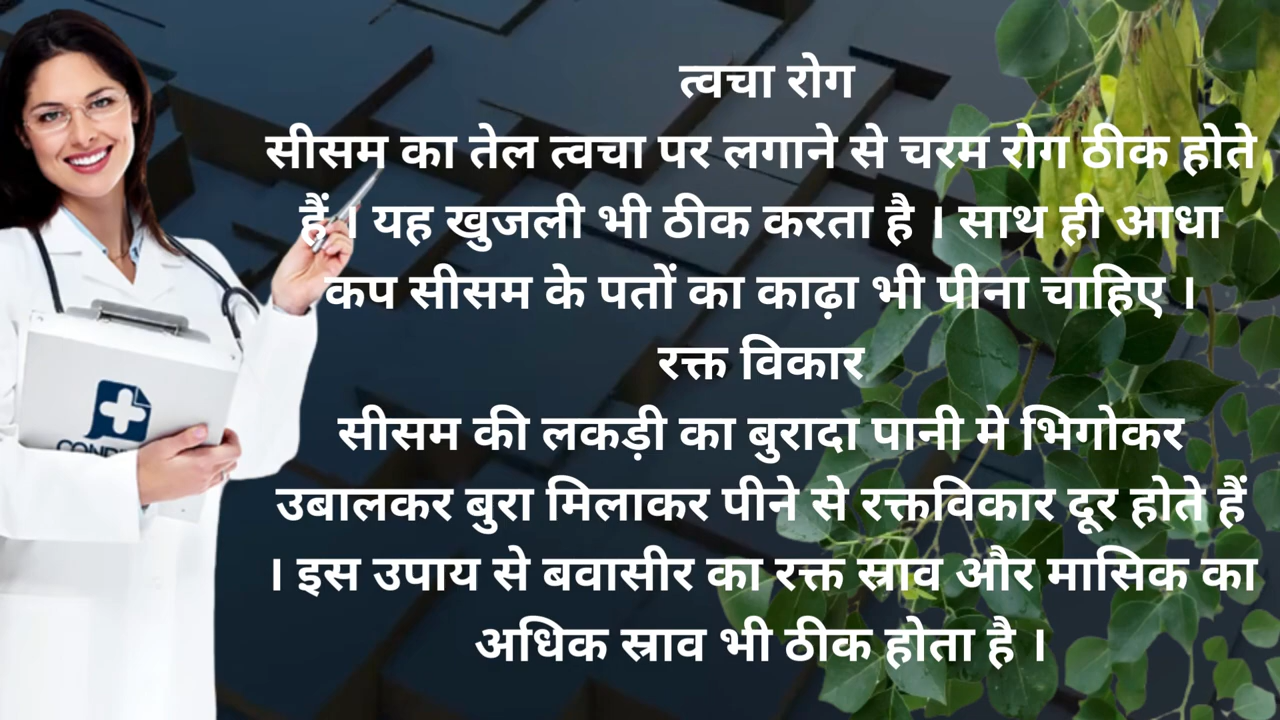 त्वचा रोग
सीसम का तेल त्वचा पर लगाने से चरम रोग ठीक होते
हैं । यह खुजली भी ठीक करता है । साथ ही आधा
कप सीसम के पतों का काढ़ा भी पीना चाहिए ।
रक्त विकार
सीसम की लकड़ी का बुरादा पानी मे भिगोकर
उबालकर बुरा मिलाकर पीने से रक्तविकार दूर होते हैं
। इस उपाय से बवासीर का रक्त स्राव और मासिक का
अधिक स्राव भी ठीक होता है ।